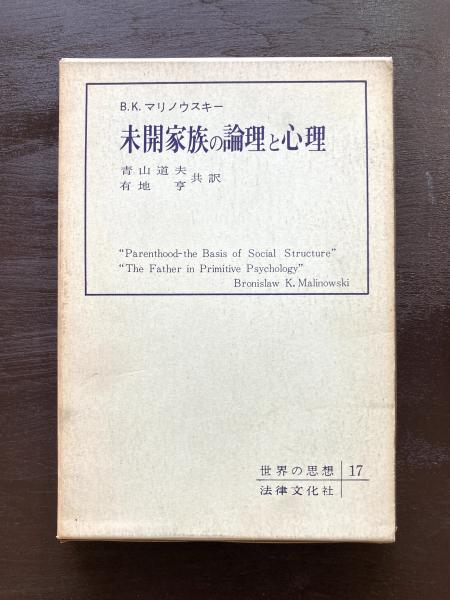 B.K. マリノウスキー
未開家族の論理と心理
青山道夫
有地 亨 共訳
“Parenthood-the Basis of Social Structure”
“The Father in Primitive Psychology”
Bronislaw K. Malinowski
世界の思想 17
法律文化社